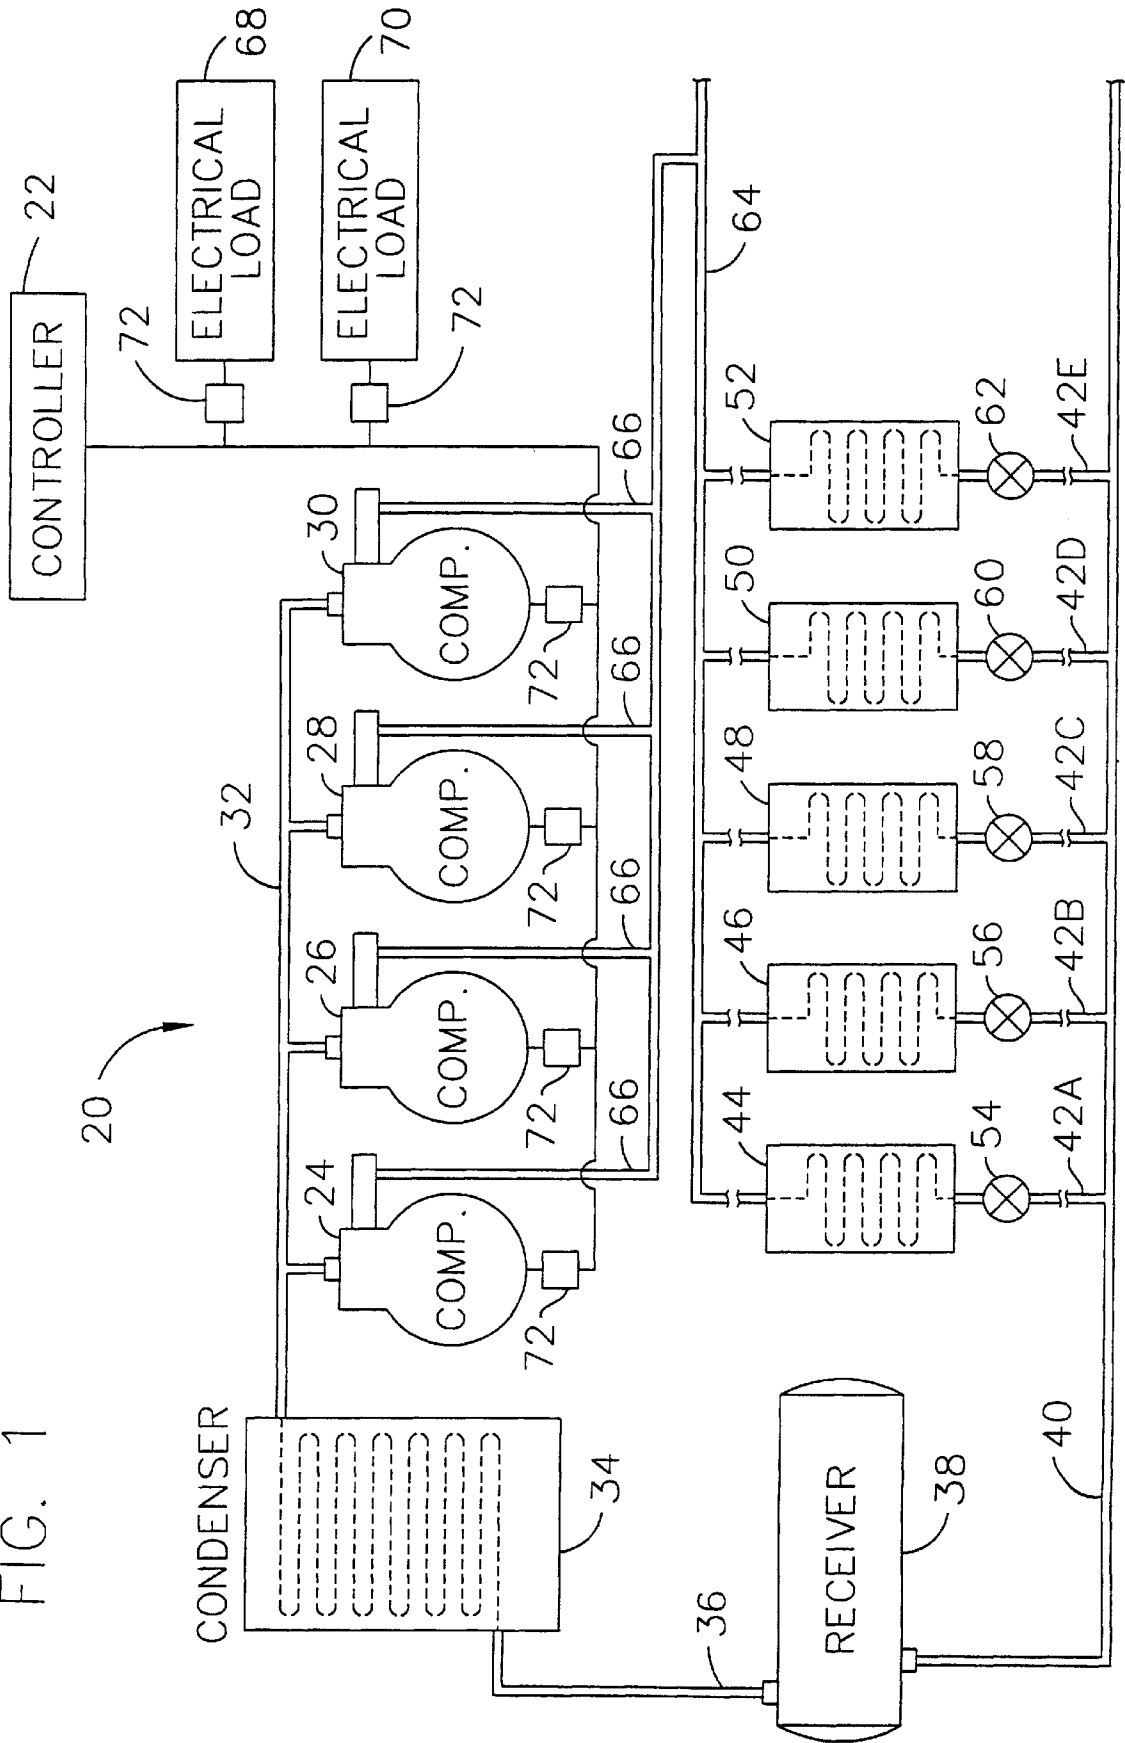 FIG. 1
20
CONTROLLER
22
72
ELECTRICAL
LOAD
68
72
ELECTRICAL
LOAD
70
CONDENSER
34
32
24
COMP.
72
66
26
COMP.
72
66
28
COMP.
72
66
30
COMP.
72
66
64
36
RECEIVER
38
40
44
54
42A
46
56
42B
48
58
42C
50
60
42D
52
62
42E